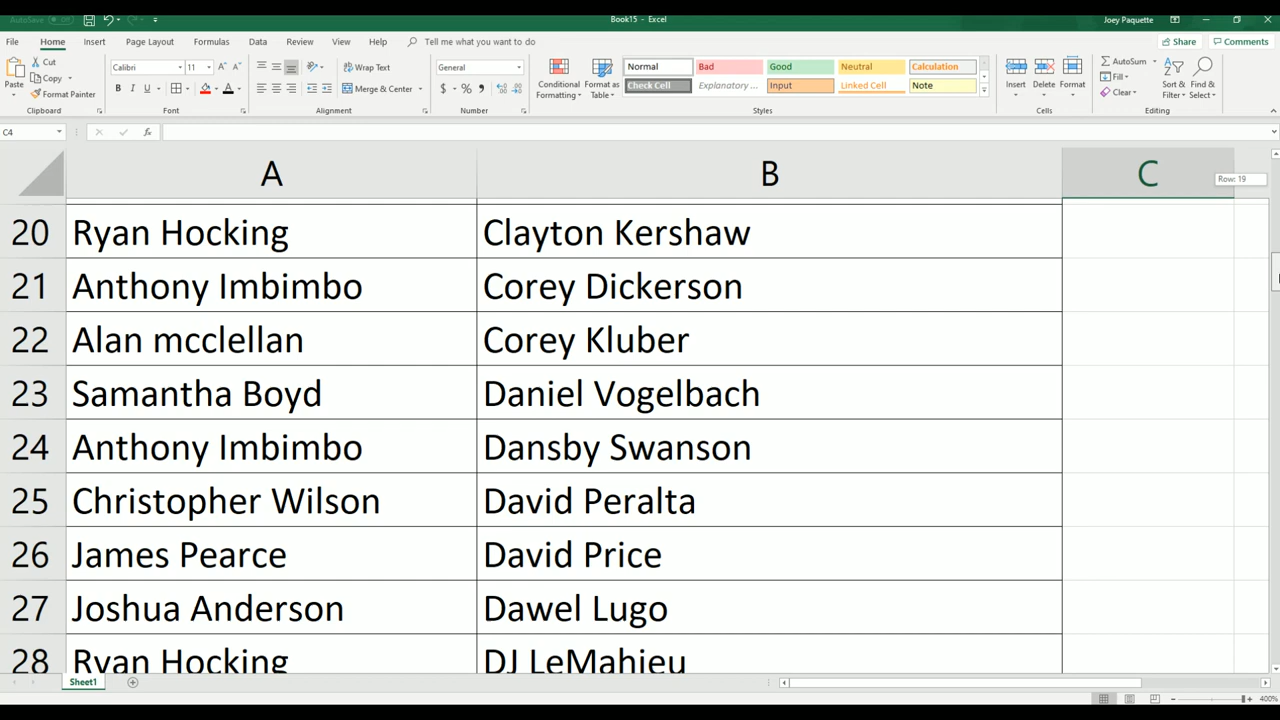 AutoSave Off
Book15 - Excel
Joey Paquette
File Home Insert Page Layout Formulas Data Review View Help Tell me what you want to do
Share Comments
Paste
Cut
Copy
Format Painter
Clipboard
Calibri 11
B I U
Font
Wrap Text
Merge & Center
Alignment
General
$ % ,
Number
Conditional Formatting
Format as Table
Normal Bad Good Neutral Calculation
Check Cell Explanatory ... Input Linked Cell Note
Styles
Insert Delete Format
Cells
AutoSum
Fill
Clear
Sort & Filter
Find & Select
Editing
C4
fx
A B C
Row: 19
20 Ryan Hocking Clayton Kershaw
21 Anthony Imbimbo Corey Dickerson
22 Alan mcclellan Corey Kluber
23 Samantha Boyd Daniel Vogelbach
24 Anthony Imbimbo Dansby Swanson
25 Christopher Wilson David Peralta
26 James Pearce David Price
27 Joshua Anderson Dawel Lugo
28 Ryan Hocking DJ LeMahieu
Sheet1
400%